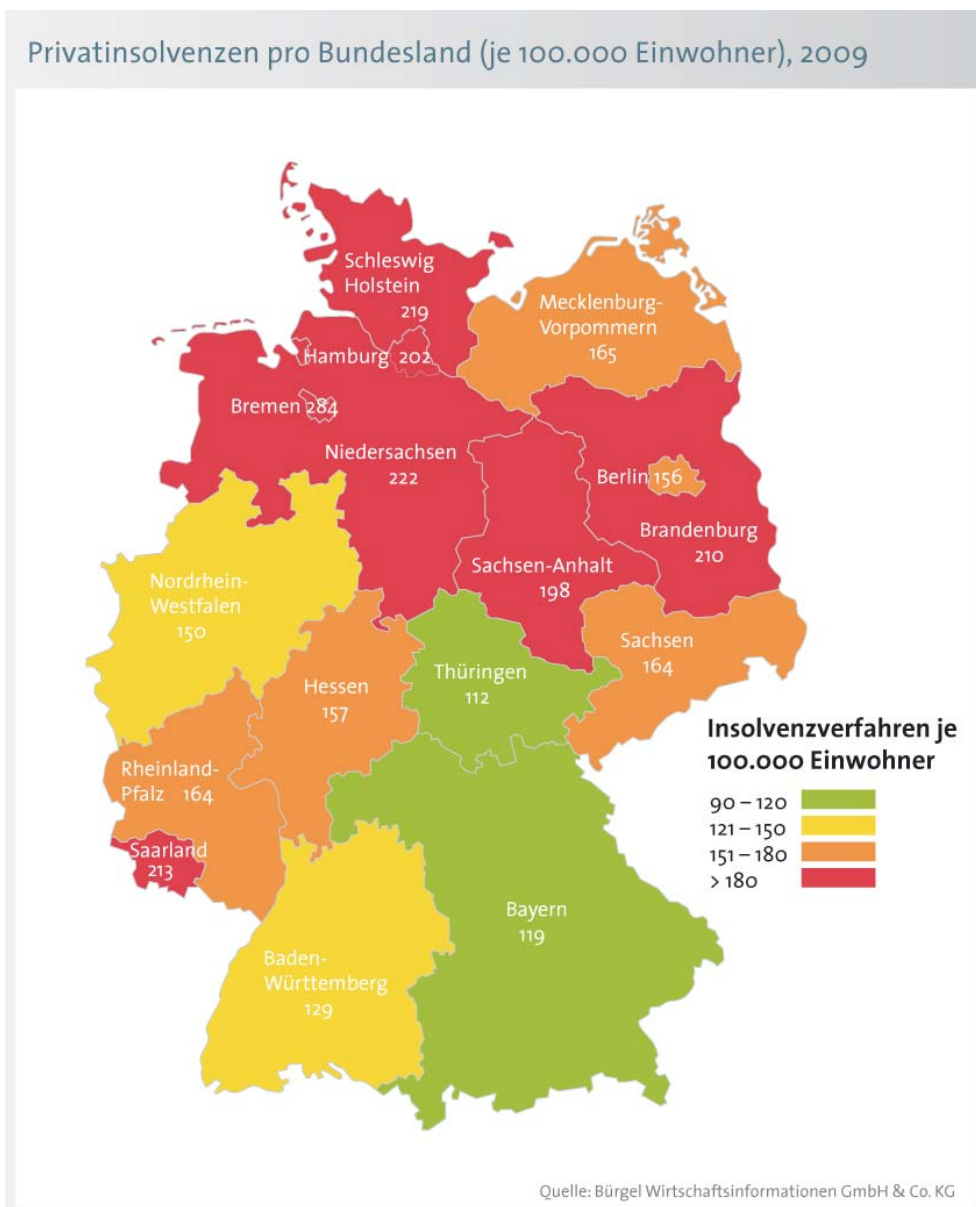 Privatinsolvenzen pro Bundesland (je 100.000 Einwohner), 2009
Schleswig
Holstein
219
Mecklenburg-
Vorpommern
165
Hamburg 202
Bremen 284
Niedersachsen
222
Berlin 156
Brandenburg
210
Sachsen-Anhalt
198
Nordrhein-
Westfalen
150
Sachsen
164
Thüringen
112
Hessen
157
Rheinland-
Pfalz 164
Saarland
213
Bayern
119
Baden-
Württemberg
129
Insolvenzverfahren je
100.000 Einwohner
90 – 120
121 – 150
151 – 180
> 180
Quelle: Bürgel Wirtschaftsinformationen GmbH & Co. KG